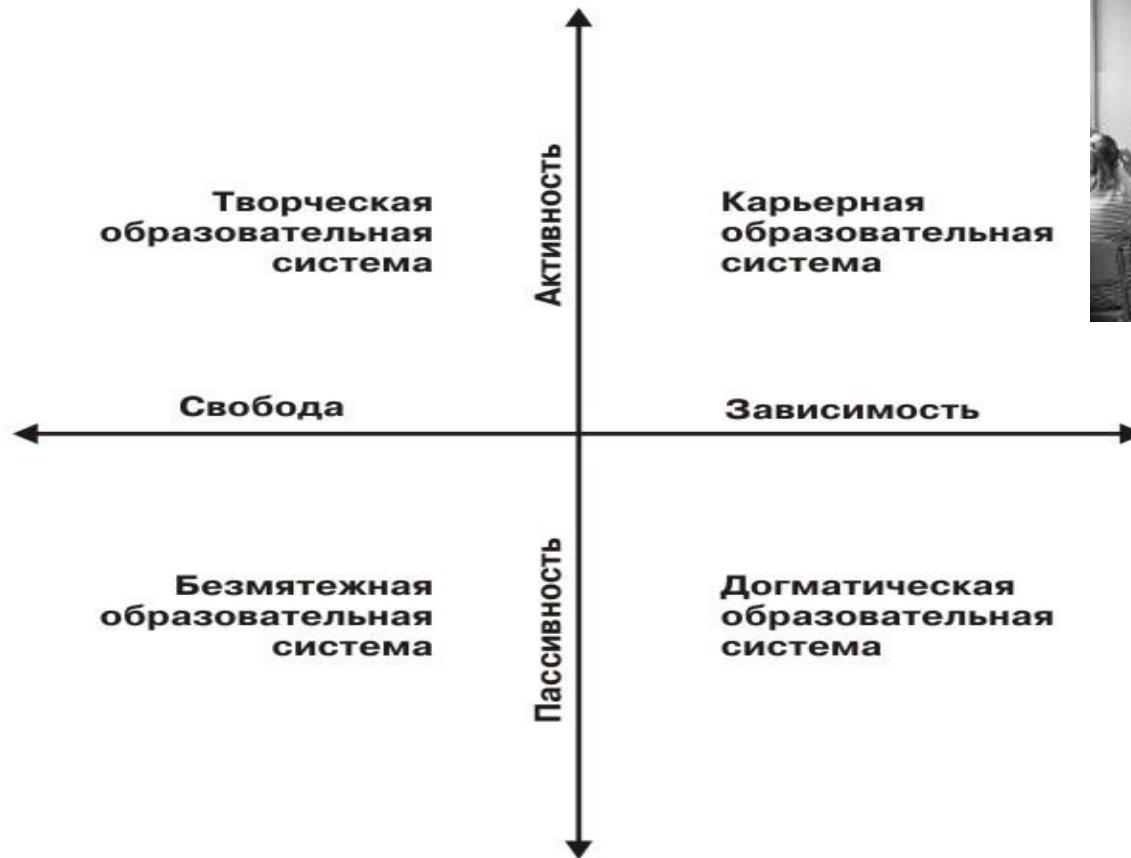 Активность
Творческая
образовательная
система
Карьерная
образовательная
система
Свобода
Зависимость
Безмятежная
образовательная
система
Догматическая
образовательная
система
Пассивность